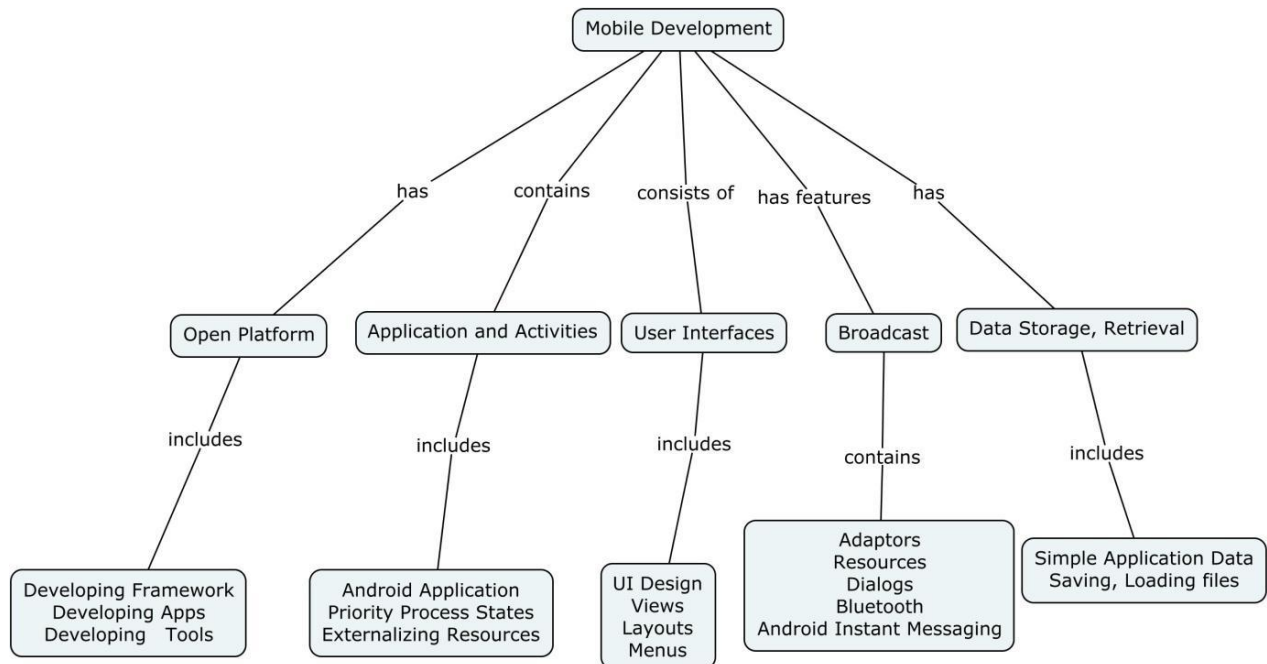 Mobile Development
has
contains
consists of
has features
has
Open Platform
Application and Activities
User Interfaces
Broadcast
Data Storage, Retrieval
includes
includes
includes
contains
includes
Developing Framework
Developing Apps
Developing   Tools
Android Application
Priority Process States
Externalizing Resources
UI Design
Views
Layouts
Menus
Adaptors
Resources
Dialogs
Bluetooth
Android Instant Messaging
Simple Application Data
Saving, Loading files